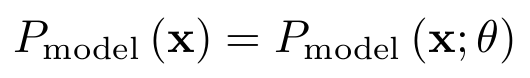 P_model (x) = P_model (x; θ)